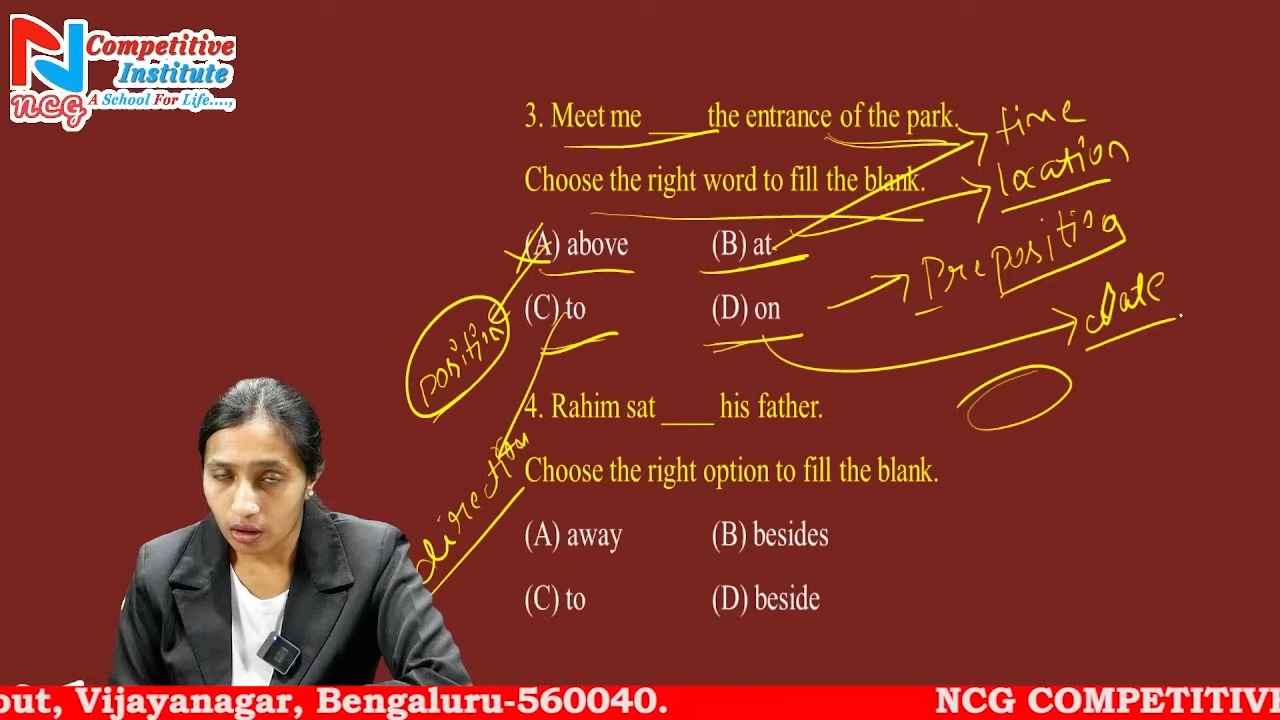 Competitive
Institute
NCG A School For Life....,
3. Meet me ____ the entrance of the park.
time
Choose the right word to fill the blank.
location
(A) above (B) at
Preposition
(C) to (D) on
Date
position
4. Rahim sat ____ his father.
direction
Choose the right option to fill the blank.
(A) away (B) besides
(C) to (D) beside
out, Vijayanagar, Bengaluru-560040. NCG COMPETITIVE